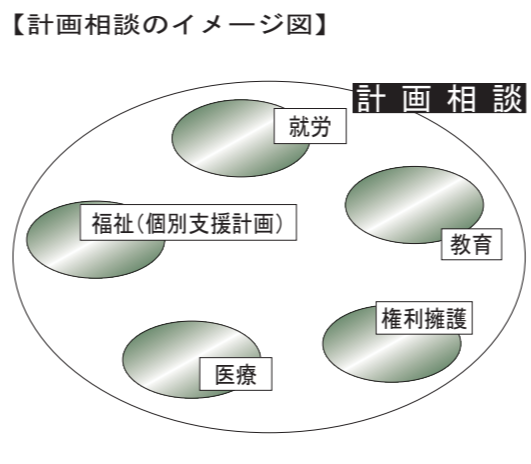 【計画相談のイメージ図】
計画相談
就労
福祉(個別支援計画)
教育
権利擁護
医療